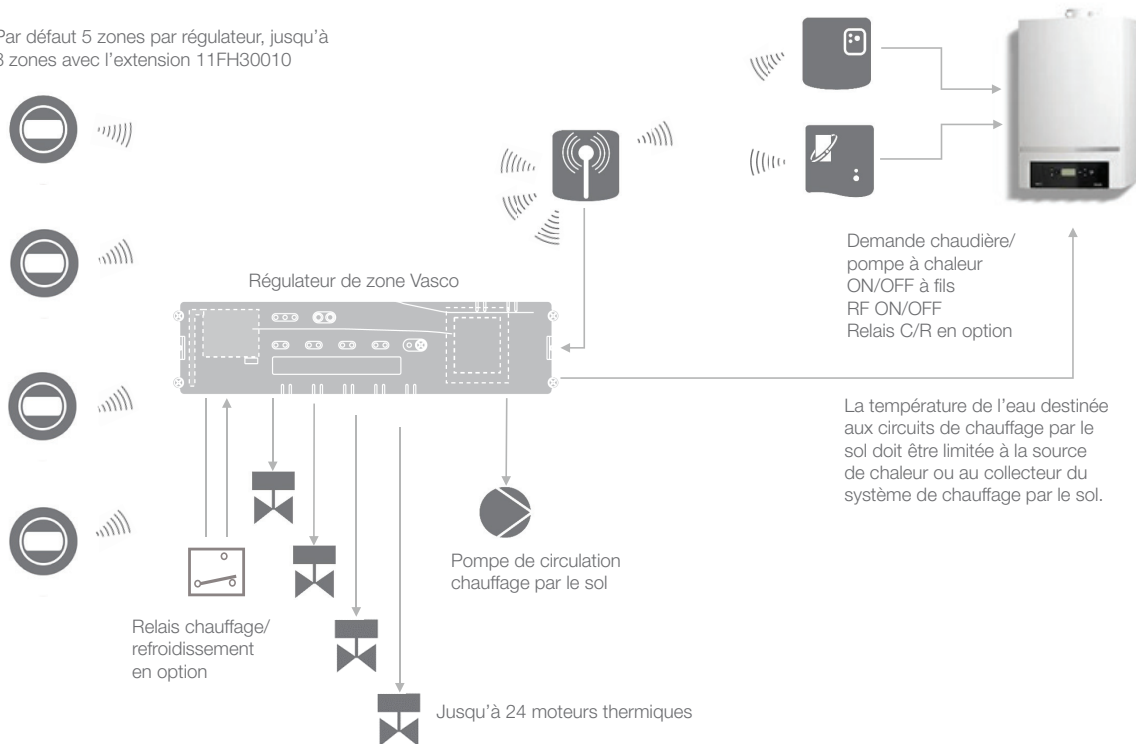 Par défaut 5 zones par régulateur, jusqu'à
8 zones avec l'extension 11FH30010
Régulateur de zone Vasco
Demande chaudière/
pompe à chaleur
ON/OFF à fils
RF ON/OFF
Relais C/R en option
La température de l'eau destinée
aux circuits de chauffage par le
sol doit être limitée à la source
de chaleur ou au collecteur du
système de chauffage par le sol.
Pompe de circulation
chauffage par le sol
Relais chauffage/
refroidissement
en option
Jusqu'à 24 moteurs thermiques